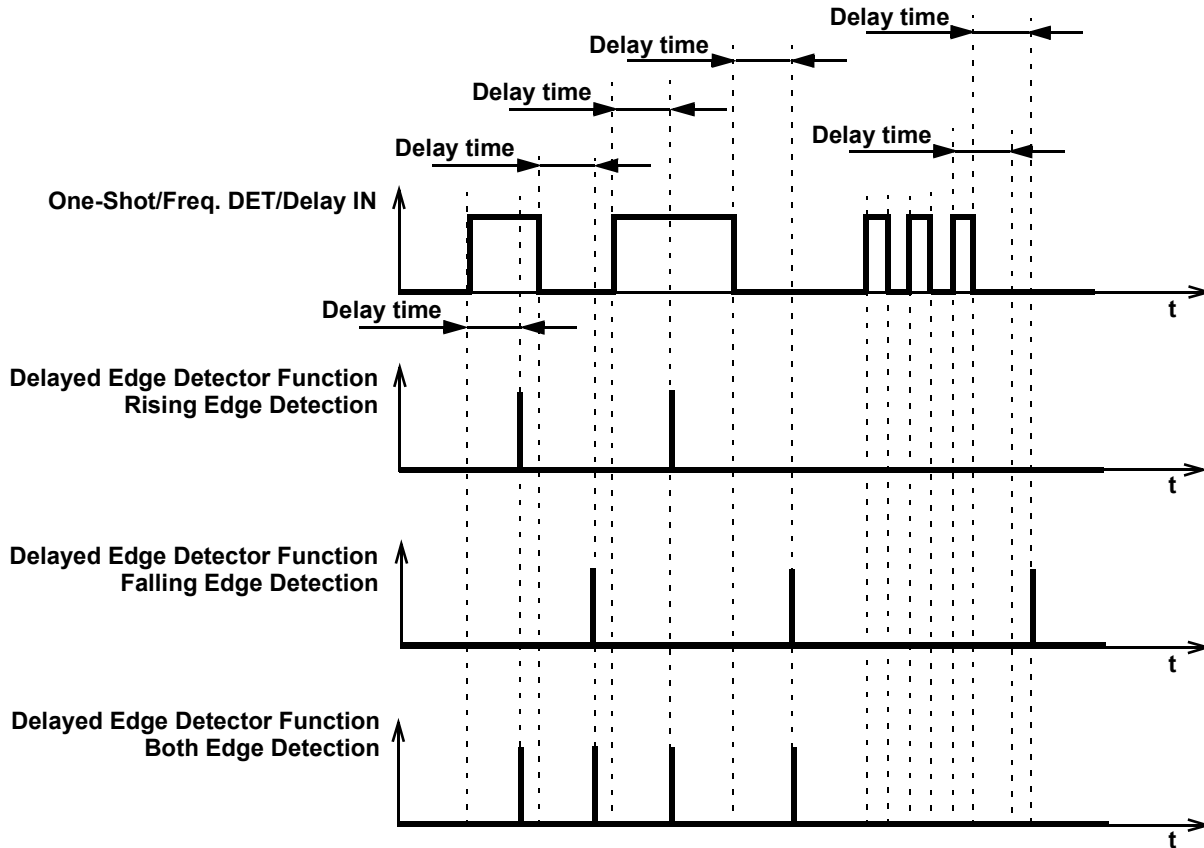 Delay time
Delay time
Delay time
Delay time
Delay time
Delay time
One-Shot/Freq. DET/Delay IN
t
Delay time
Delayed Edge Detector Function
Rising Edge Detection
t
Delayed Edge Detector Function
Falling Edge Detection
t
Delayed Edge Detector Function
Both Edge Detection
t